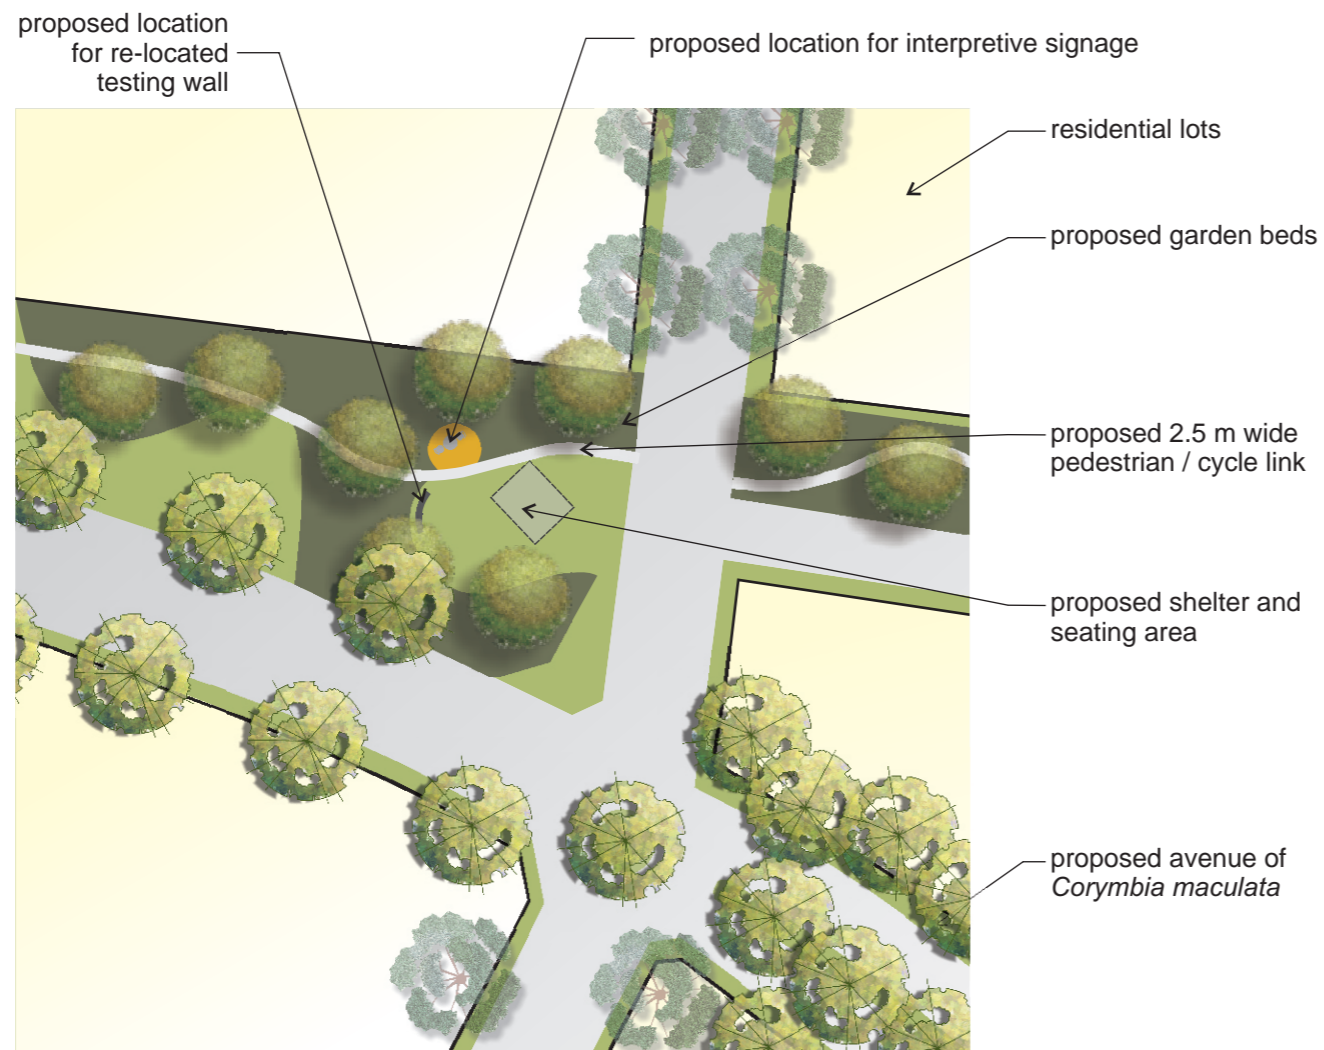 proposed location
for re-located
testing wall
proposed location for interpretive signage
residential lots
proposed garden beds
proposed 2.5 m wide
pedestrian / cycle link
proposed shelter and
seating area
proposed avenue of
Corymbia maculata